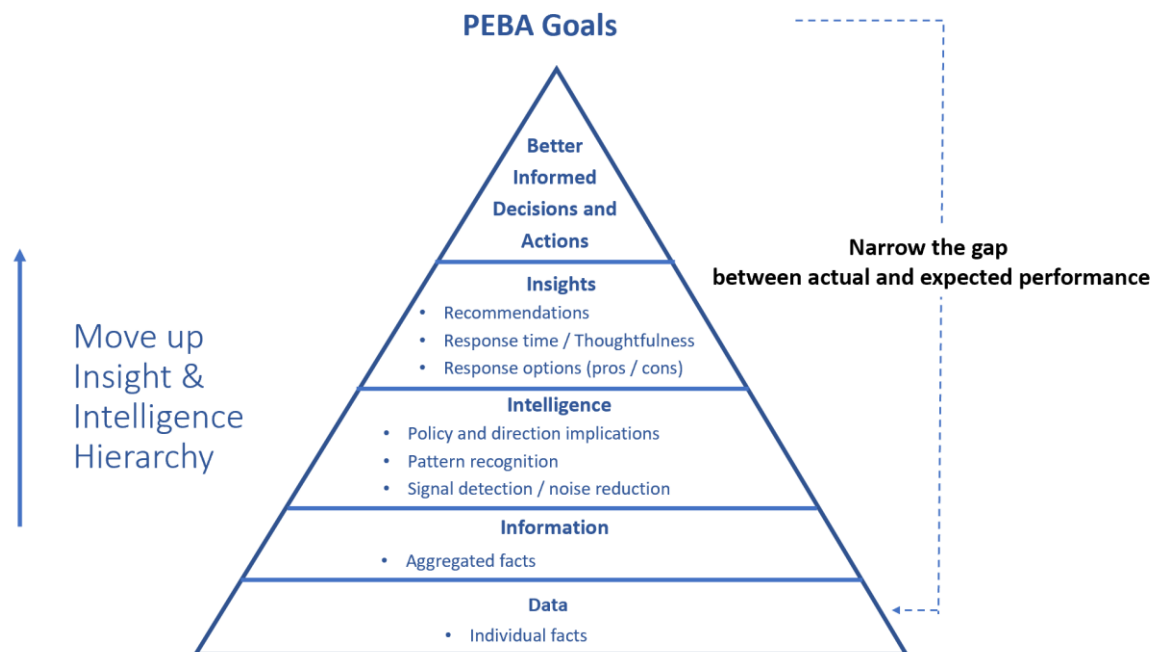 PEBA Goals
Better
Informed
Decisions and
Actions
Narrow the gap
between actual and expected performance
Insights
• Recommendations
• Response time / Thoughtfulness
• Response options (pros / cons)
Move up
Insight &
Intelligence
Hierarchy
Intelligence
• Policy and direction implications
• Pattern recognition
• Signal detection / noise reduction
Information
• Aggregated facts
Data
• Individual facts